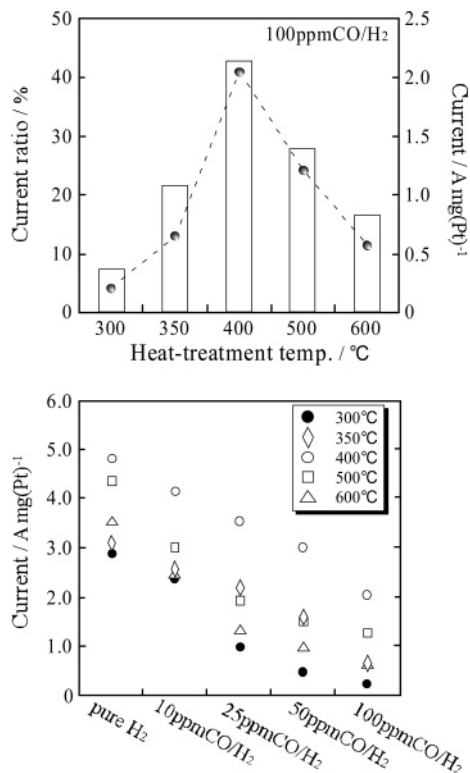 100ppmCO/H2
50
40
30
20
10
0
Current ratio / %
2.5
2.0
1.5
1.0
0.5
0
Current / A mg(Pt)-1
300 350 400 500 600
Heat-treatment temp. / ℃
6.0
5.0
4.0
3.0
2.0
1.0
0
Current / A mg(Pt)-1
300℃
350℃
400℃
500℃
600℃
pure H2
10ppmCO/H2
25ppmCO/H2
50ppmCO/H2
100ppmCO/H2